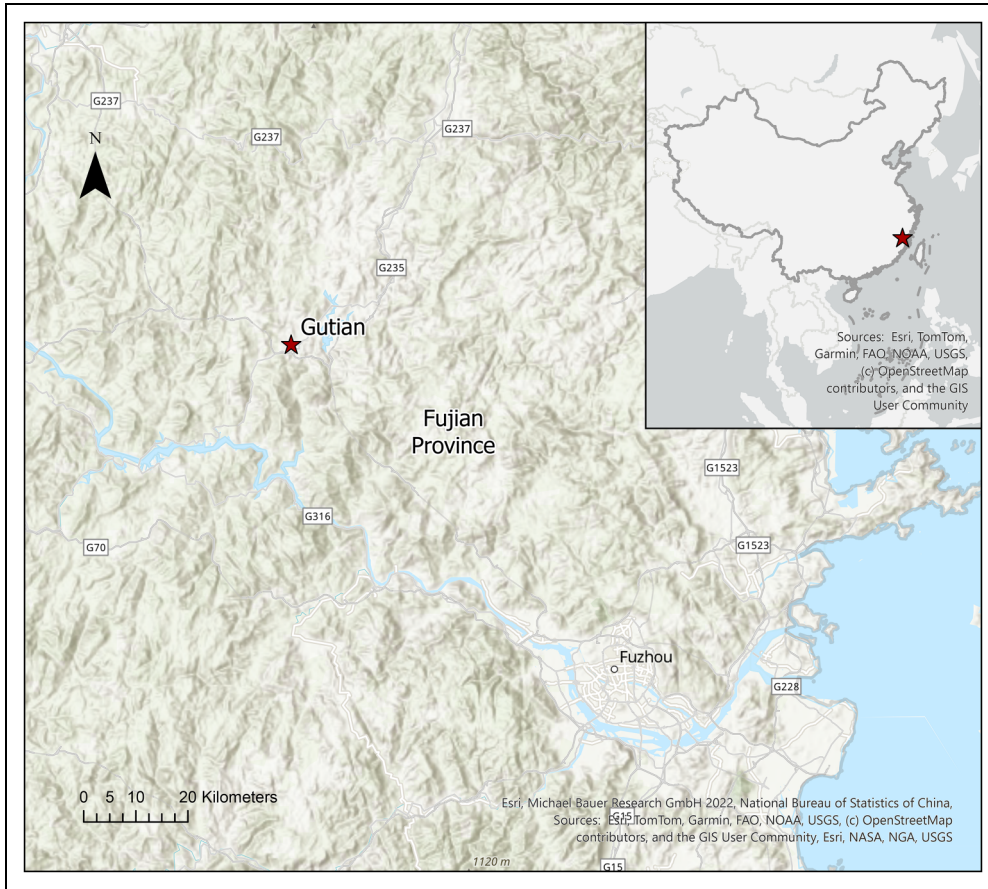 G237
N
G237
G237
G235
Gutian
Fujian
Province
Sources: Esri, TomTom,
Garmin, FAO, NOAA, USGS,
(c) OpenStreetMap
contributors, and the GIS
User Community
G1523
G316
G70
G1523
Fuzhou
G228
0 5 10 20 Kilometers
Esri, Michael Bauer Research GmbH 2022, National Bureau of Statistics of China,
Sources: Esri, TomTom, Garmin, FAO, NOAA, USGS, (c) OpenStreetMap
G15
contributors, and the GIS User Community, Esri, NASA, NGA, USGS
1120 m
G15